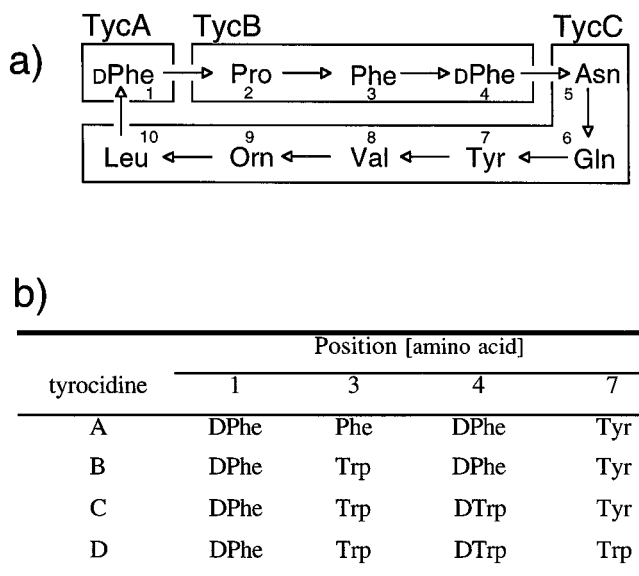 TycA TycB TycC
a)
DPhe Pro Phe DPhe Asn
1 2 3 4 5
10 9 8 7 6
Leu Orn Val Tyr Gln
b)
Position [amino acid]
tyrocidine 1 3 4 7
A DPhe Phe DPhe Tyr
B DPhe Trp DPhe Tyr
C DPhe Trp DTrp Tyr
D DPhe Trp DTrp Trp